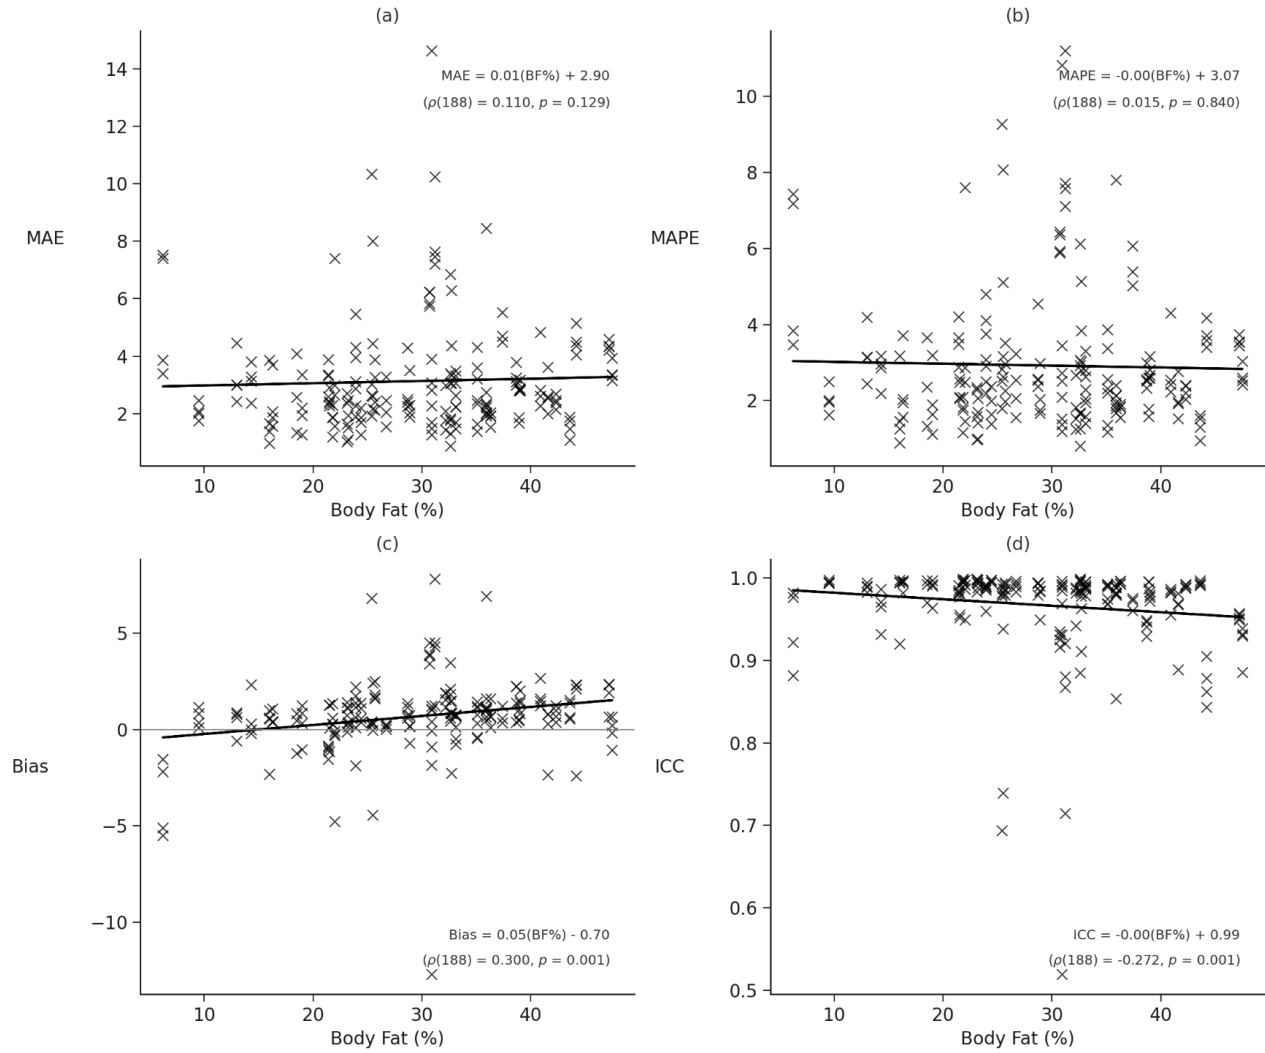 (a)
14
12
10
8
6
4
2
MAE
MAE = 0.01(BF%) + 2.90
(ρ(188) = 0.110, p = 0.129)
10 20 30 40
Body Fat (%)
(b)
10
8
6
4
2
MAPE
MAPE = -0.00(BF%) + 3.07
(ρ(188) = 0.015, p = 0.840)
10 20 30 40
Body Fat (%)
(c)
5
0
−5
−10
Bias
Bias = 0.05(BF%) - 0.70
(ρ(188) = 0.300, p = 0.001)
10 20 30 40
Body Fat (%)
(d)
1.0
0.9
0.8
0.7
0.6
0.5
ICC
ICC = -0.00(BF%) + 0.99
(ρ(188) = -0.272, p = 0.001)
10 20 30 40
Body Fat (%)